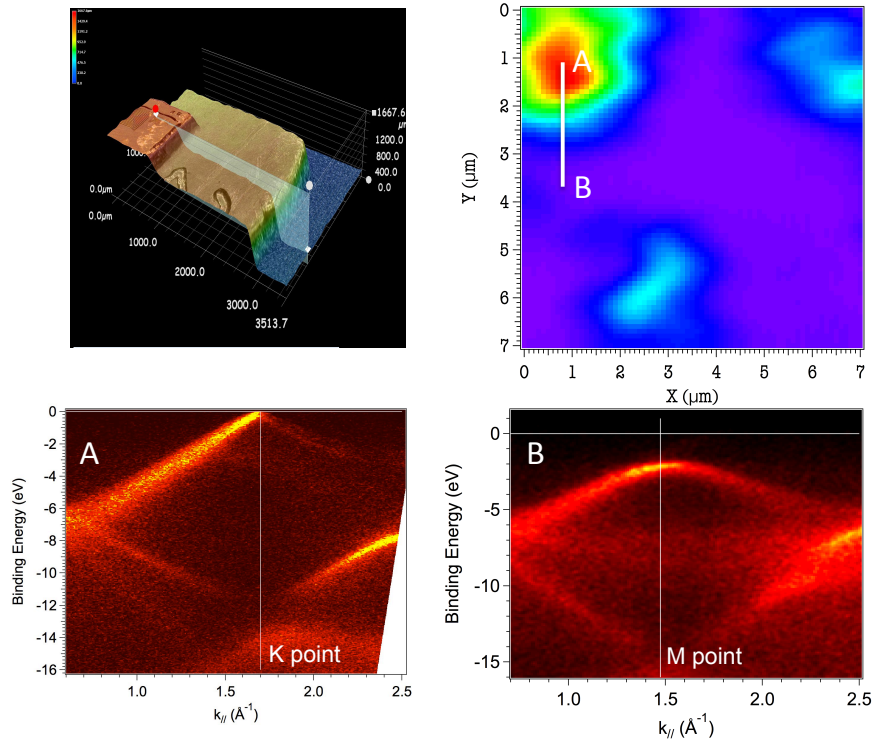 1667.6
μm
1200.0
800.0
400.0
0.0
1000.
0.0μm
0.0μm
1000.0
2000.0
3000.0
3513.7
0
1
2
3
4
5
6
7
Y (μm)
A
B
0 1 2 3 4 5 6 7
X (μm)
0
-2
-4
-6
-8
-10
-12
-14
-16
Binding Energy (eV)
A
K point
1.0 1.5 2.0 2.5
k// (Å⁻¹)
0
-5
-10
-15
Binding Energy (eV)
B
M point
1.0 1.5 2.0 2.5
k// (Å⁻¹)